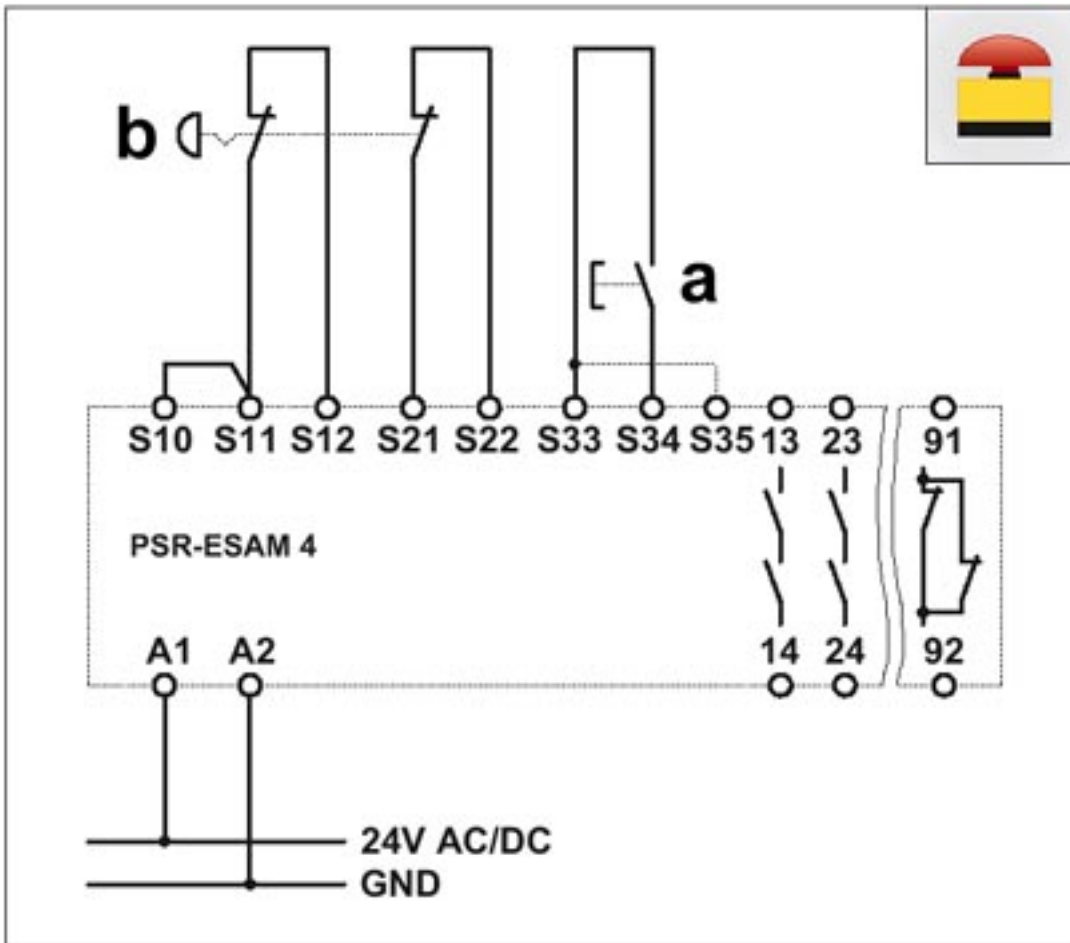 b
a
S10 S11 S12 S21 S22 S33 S34 S35 13 23 91
PSR-ESAM 4
A1 A2 14 24 92
24V AC/DC
GND